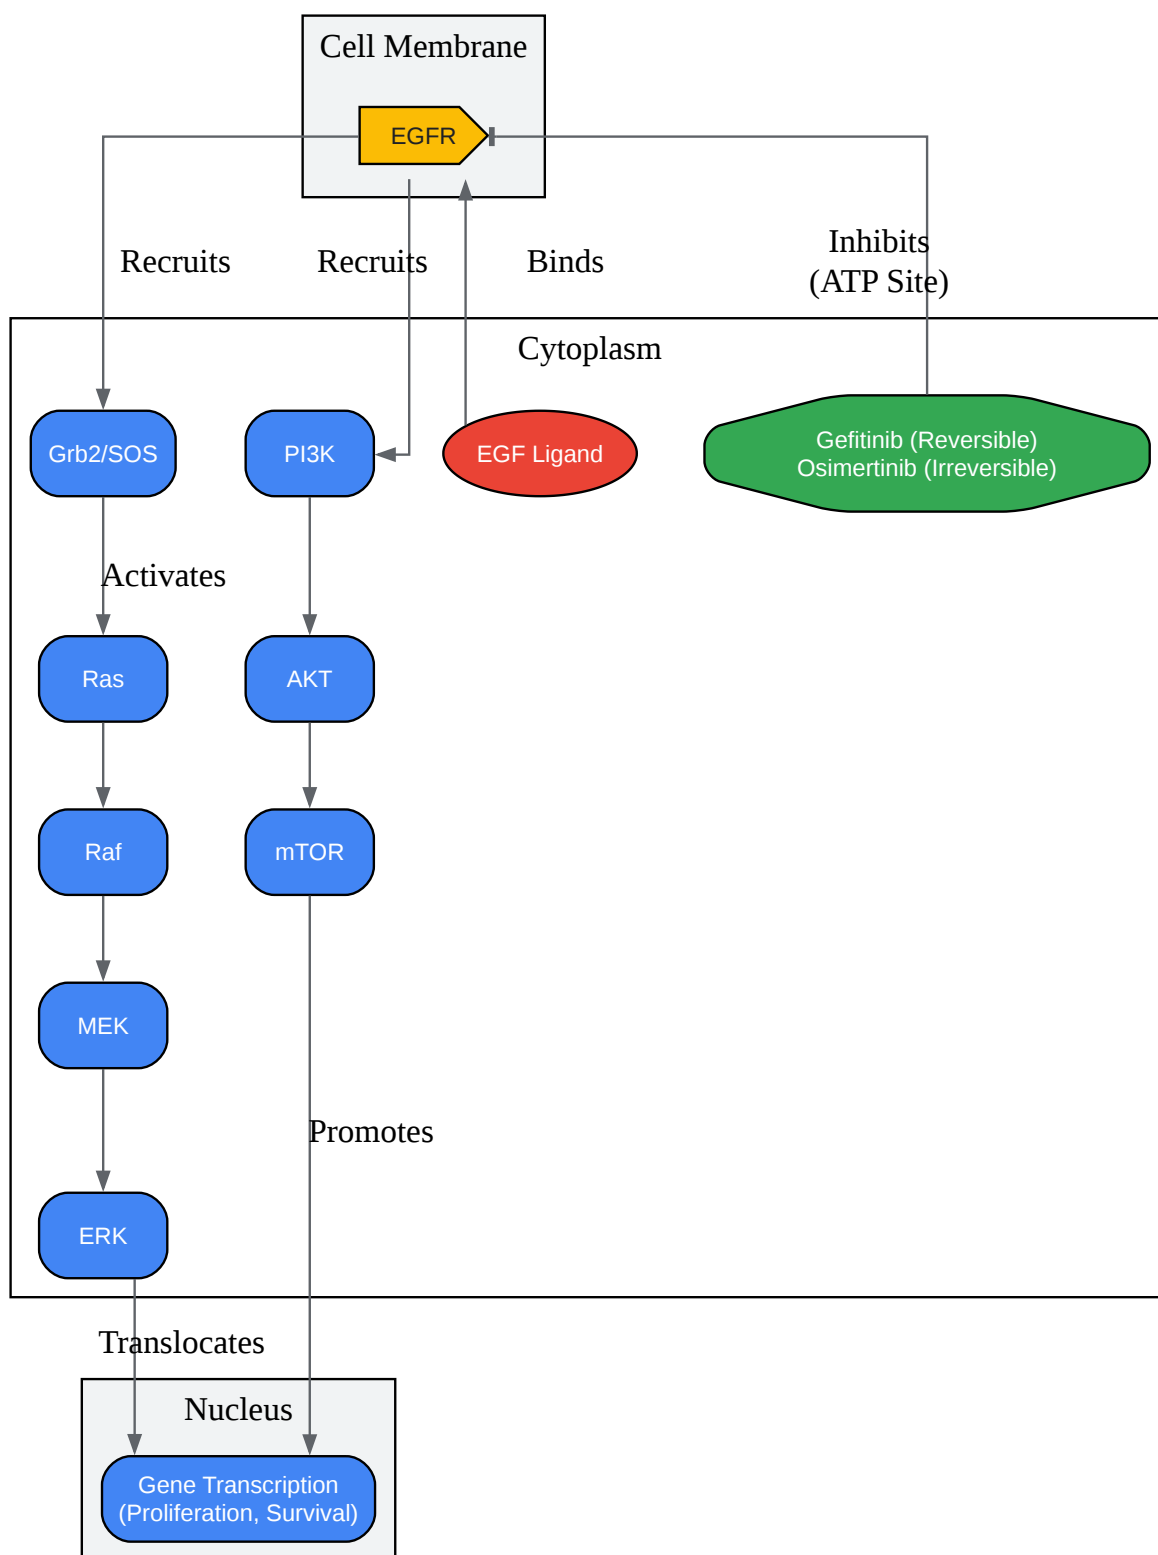 Cell Membrane
EGFR
Recruits
Recruits
Binds
Inhibits
(ATP Site)
Cytoplasm
Grb2/SOS
PI3K
EGF Ligand
Gefitinib (Reversible)
Osimertinib (Irreversible)
Activates
Ras
AKT
Raf
mTOR
MEK
Promotes
ERK
Translocates
Nucleus
Gene Transcription
(Proliferation, Survival)